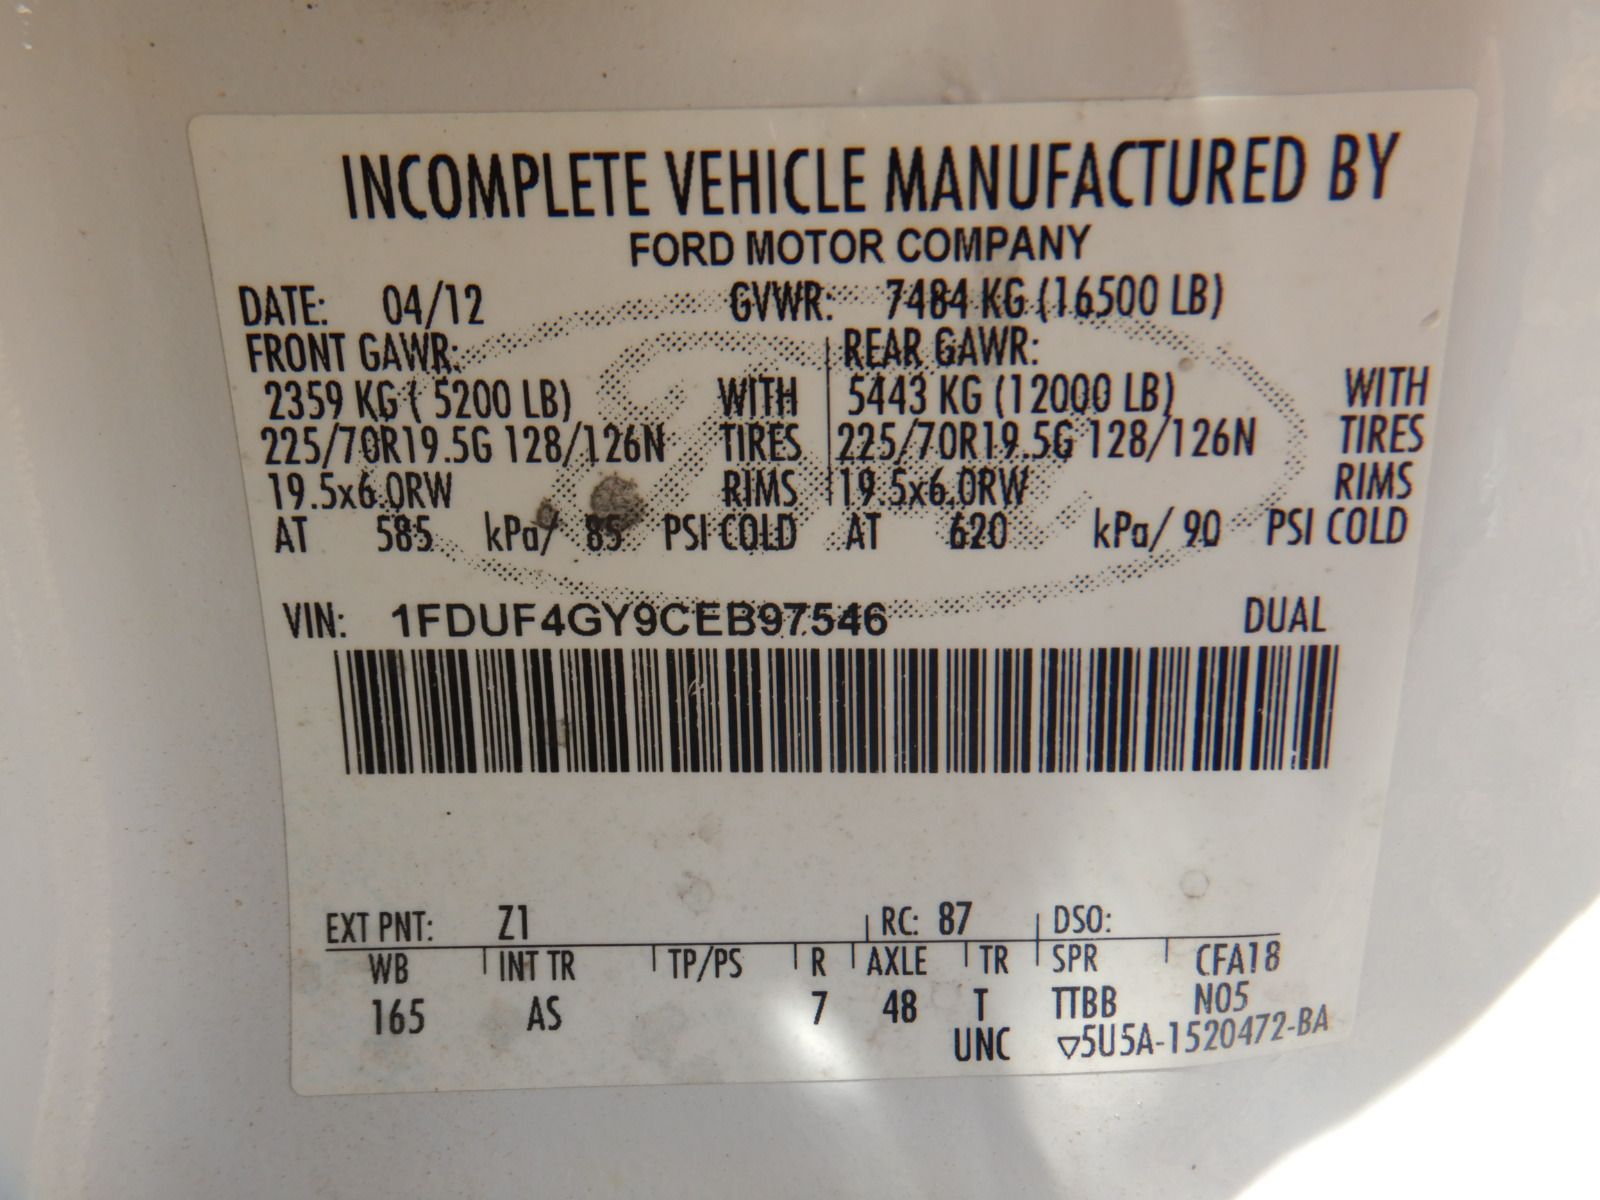 INCOMPLETE VEHICLE MANUFACTURED BY
FORD MOTOR COMPANY
DATE: 04/12 GVWR: 7484 KG (16500 LB)
FRONT GAWR: REAR GAWR:
2359 KG ( 5200 LB) WITH 5443 KG (12000 LB) WITH
225/70R19.5G 128/126N TIRES 225/70R19.5G 128/126N TIRES
19.5x6.0RW RIMS 19.5x6.0RW RIMS
AT 585 kPa/ 85 PSI COLD AT 620 kPa/ 90 PSI COLD
VIN: 1FDUF4GY9CEB97546 DUAL
EXT PNT: Z1 RC: 87 DSO:
WB INT TR TP/PS R AXLE TR SPR CFA18
165 AS 7 48 T TTBB N05
UNC ▽5U5A-1520472-BA